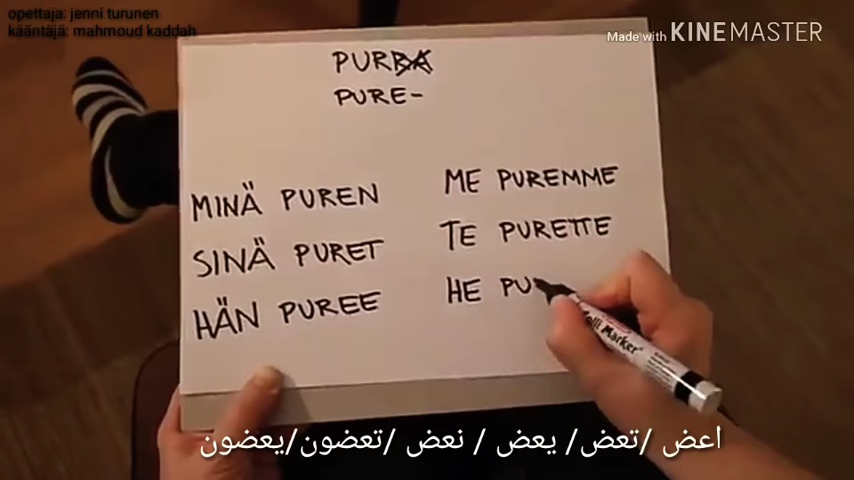 opettaja: jenni turunen
kääntäjä: mahmoud kaddah
Made with KINEMASTER
PURRA
PURE-
MINÄ PUREN
SINÄ PURET
HÄN PUREE
ME PUREMME
TE PURETTE
HE PU
اعض /تعض/ يعض / نعض /تعضون/يعضون